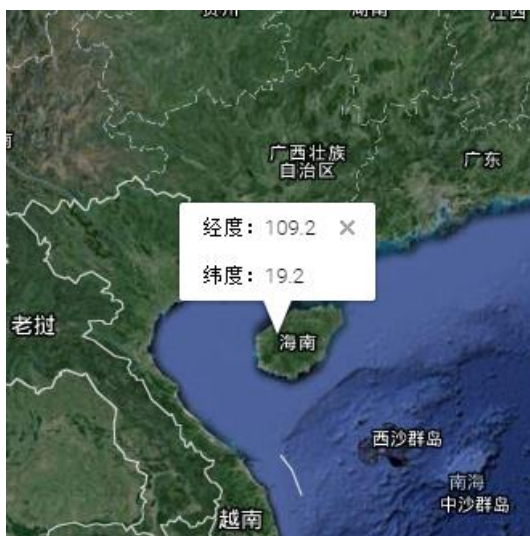 贵州
湖南
江西
广西壮族
自治区
广东
经度：109.2 ×
纬度：19.2
老挝
海南
西沙群岛
南海
中沙群岛
越南